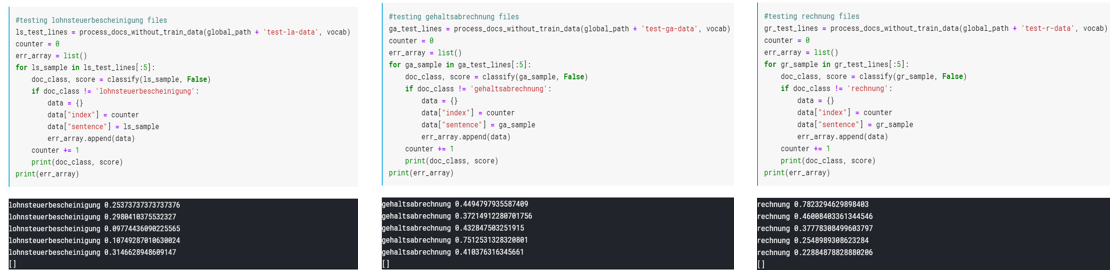 #testing lohnsteuerbescheinigung files
ls_test_lines = process_docs_without_train_data(global_path + 'test-la-data', vocab)
counter = 0
err_array = list()
for ls_sample in ls_test_lines[:5]:
    doc_class, score = classify(ls_sample, False)
    if doc_class != 'lohnsteuerbescheinigung':
        data = {}
        data["index"] = counter
        data["sentence"] = ls_sample
        err_array.append(data)
    counter += 1
    print(doc_class, score)
print(err_array)
lohnsteuerbescheinigung 0.25373737373737376
lohnsteuerbescheinigung 0.2980410375532327
lohnsteuerbescheinigung 0.09774436090225565
lohnsteuerbescheinigung 0.10749287010630024
lohnsteuerbescheinigung 0.3146628948609147
[]
#testing gehaltsabrechnung files
ga_test_lines = process_docs_without_train_data(global_path + 'test-ga-data', vocab)
counter = 0
err_array = list()
for ga_sample in ga_test_lines[:5]:
    doc_class, score = classify(ga_sample, False)
    if doc_class != 'gehaltsabrechnung':
        data = {}
        data["index"] = counter
        data["sentence"] = ga_sample
        err_array.append(data)
    counter += 1
    print(doc_class, score)
print(err_array)
gehaltsabrechnung 0.4494797935587409
gehaltsabrechnung 0.37214912280701756
gehaltsabrechnung 0.432847503251915
gehaltsabrechnung 0.7512531328320801
gehaltsabrechnung 0.410376316345661
[]
#testing rechnung files
gr_test_lines = process_docs_without_train_data(global_path + 'test-r-data', vocab)
counter = 0
err_array = list()
for gr_sample in gr_test_lines[:5]:
    doc_class, score = classify(gr_sample, False)
    if doc_class != 'rechnung':
        data = {}
        data["index"] = counter
        data["sentence"] = gr_sample
        err_array.append(data)
    counter += 1
    print(doc_class, score)
print(err_array)
rechnung 0.7823294629898403
rechnung 0.46008403361344546
rechnung 0.37778308499603797
rechnung 0.2548989308623284
rechnung 0.22884878828880206
[]